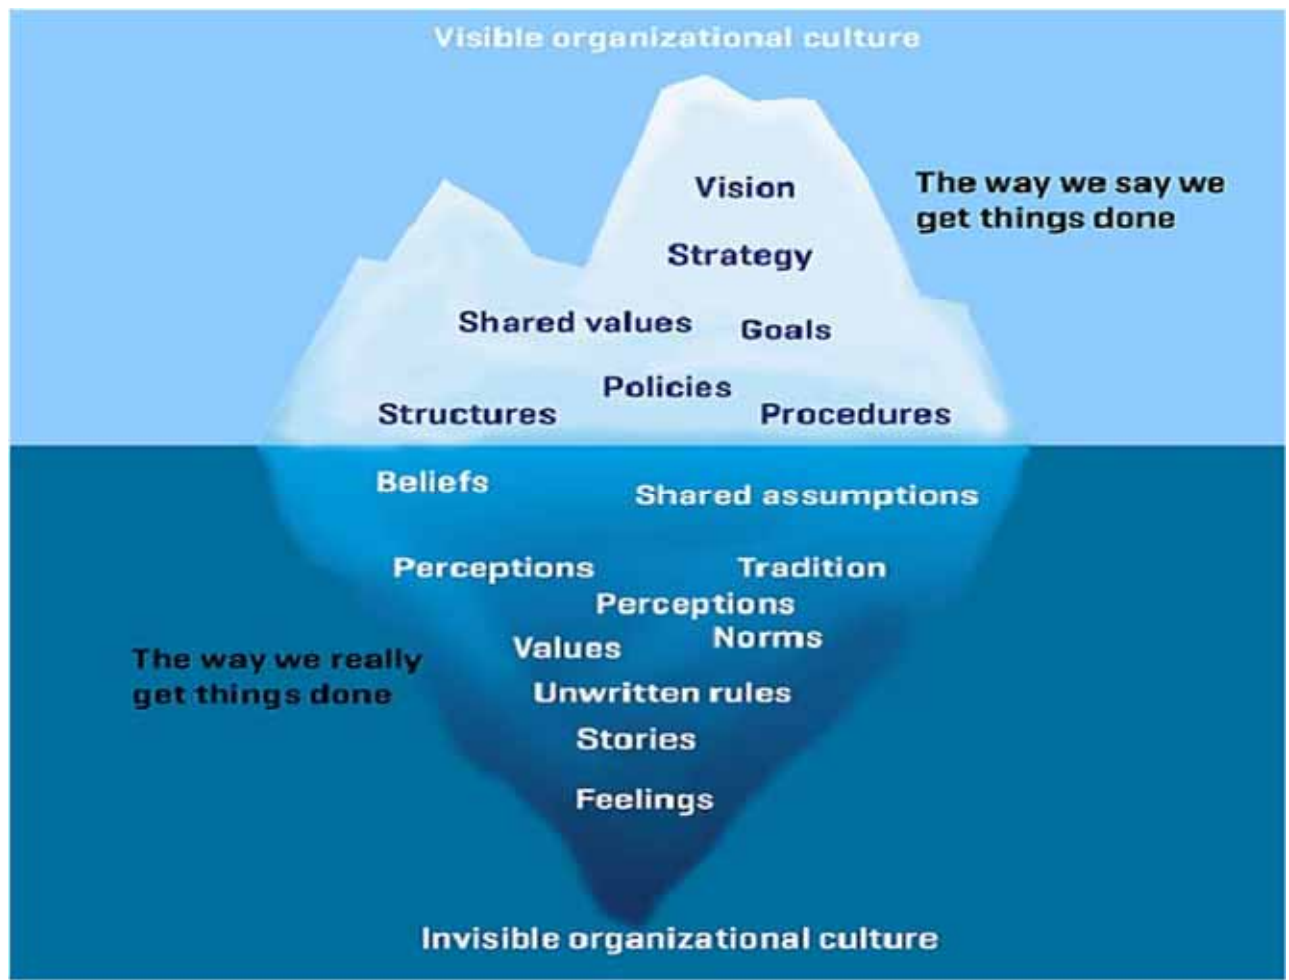 Visible organizational culture
Vision
The way we say we
get things done
Strategy
Shared values
Goals
Policies
Structures
Procedures
Beliefs
Shared assumptions
Perceptions
Tradition
Perceptions
Norms
Values
The way we really
get things done
Unwritten rules
Stories
Feelings
Invisible organizational culture